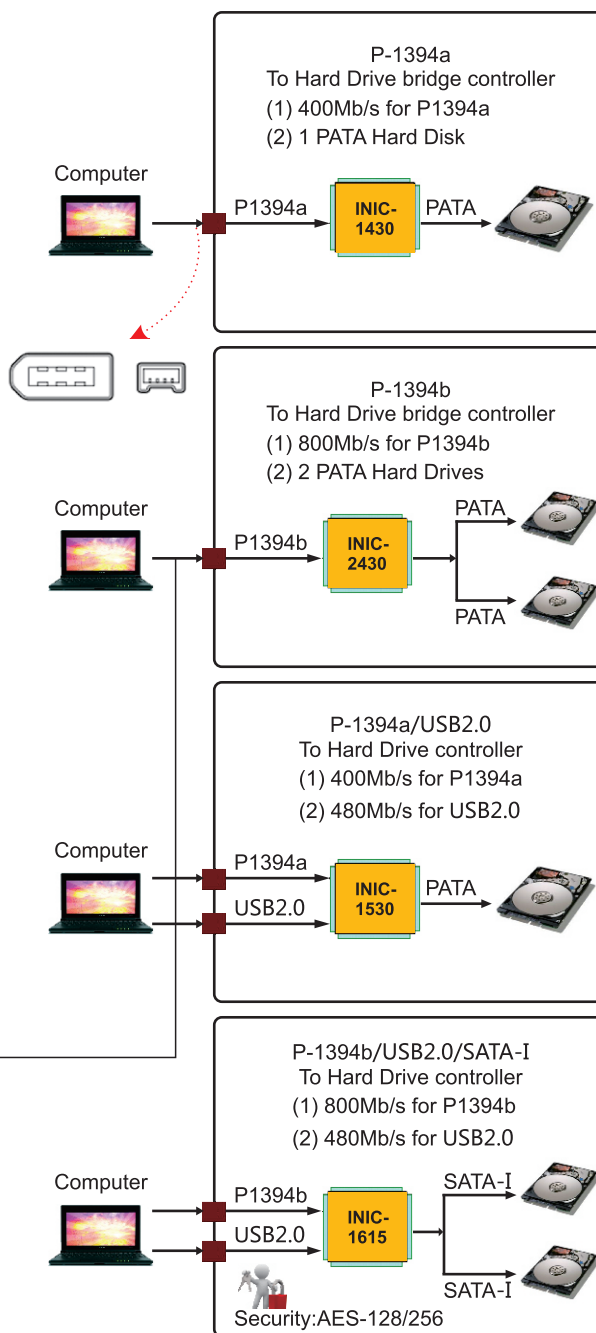 P-1394a
To Hard Drive bridge controller
(1) 400Mb/s for P1394a
(2) 1 PATA Hard Disk
Computer
P1394a
INIC-
1430
PATA
P-1394b
To Hard Drive bridge controller
(1) 800Mb/s for P1394b
(2) 2 PATA Hard Drives
Computer
P1394b
INIC-
2430
PATA
PATA
P-1394a/USB2.0
To Hard Drive controller
(1) 400Mb/s for P1394a
(2) 480Mb/s for USB2.0
Computer
P1394a
USB2.0
INIC-
1530
PATA
P-1394b/USB2.0/SATA-I
To Hard Drive controller
(1) 800Mb/s for P1394b
(2) 480Mb/s for USB2.0
Computer
P1394b
USB2.0
INIC-
1615
SATA-I
SATA-I
Security:AES-128/256